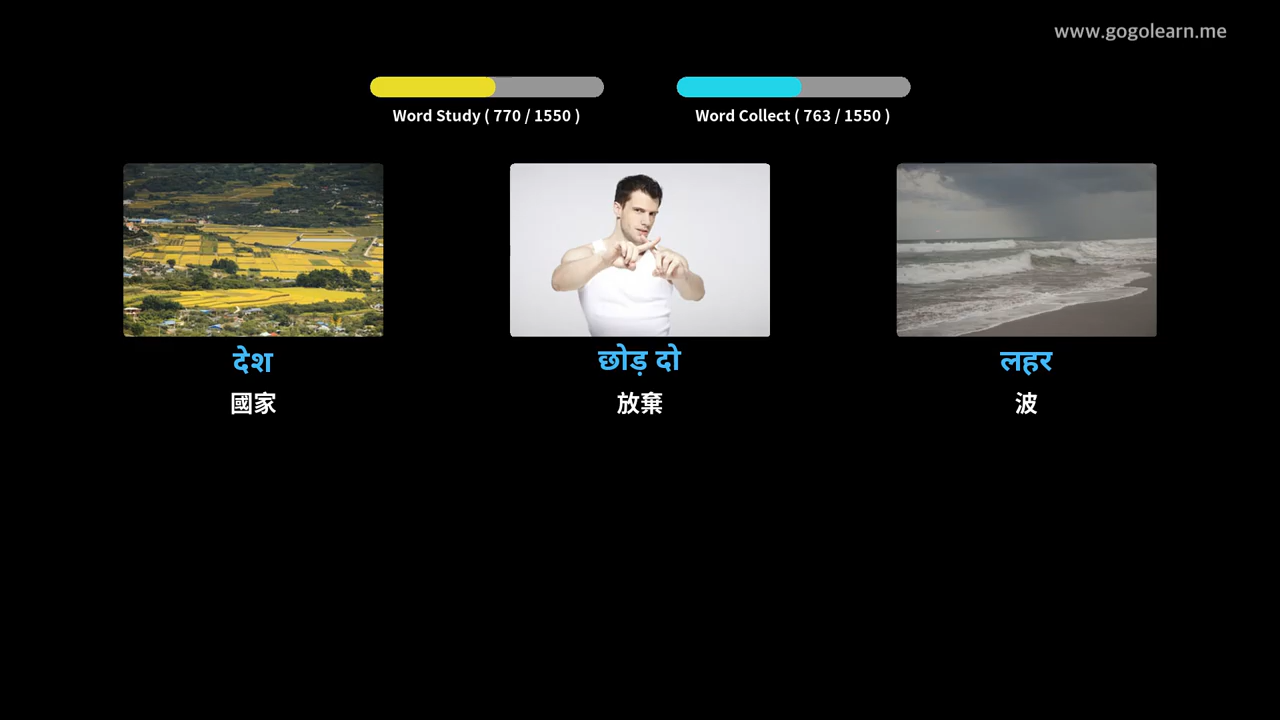 www.gogolearn.me
Word Study ( 770 / 1550 )
Word Collect ( 763 / 1550 )
देश
छोड़ दो
लहर
國家
放棄
波